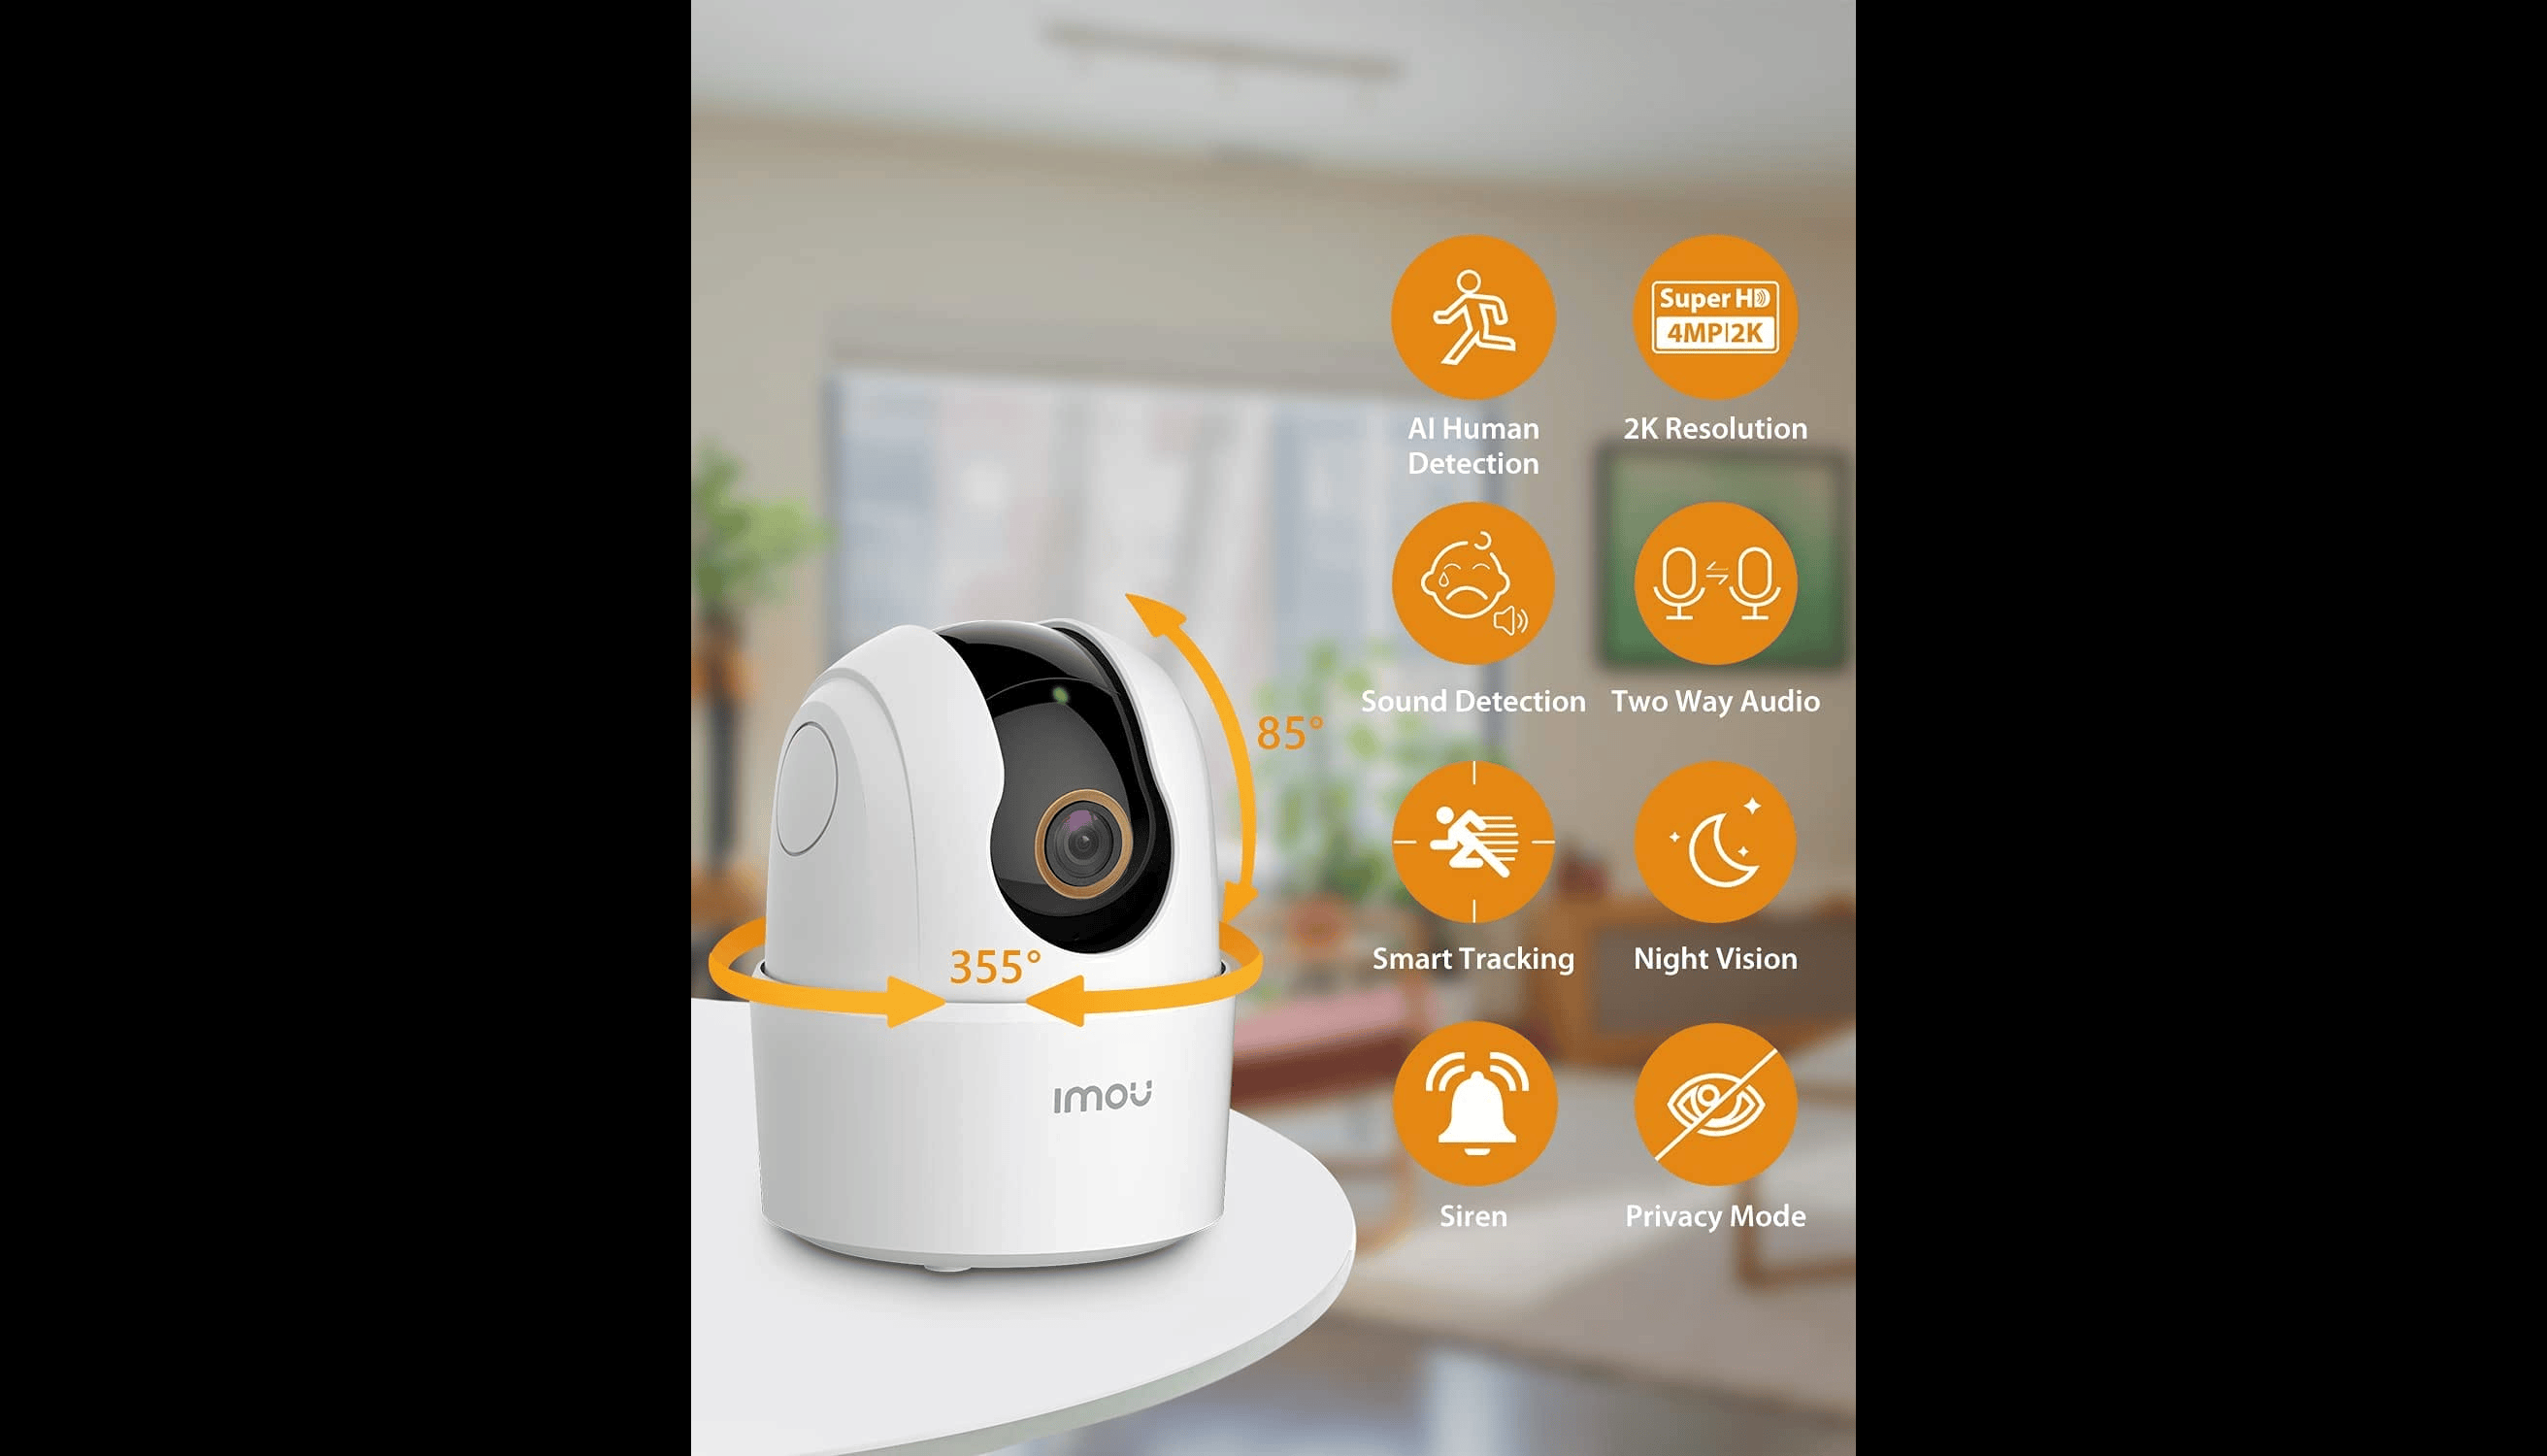 Super HD
4MP|2K
AI Human
Detection
2K Resolution
Sound Detection
Two Way Audio
85°
355°
Smart Tracking
Night Vision
imou
Siren
Privacy Mode